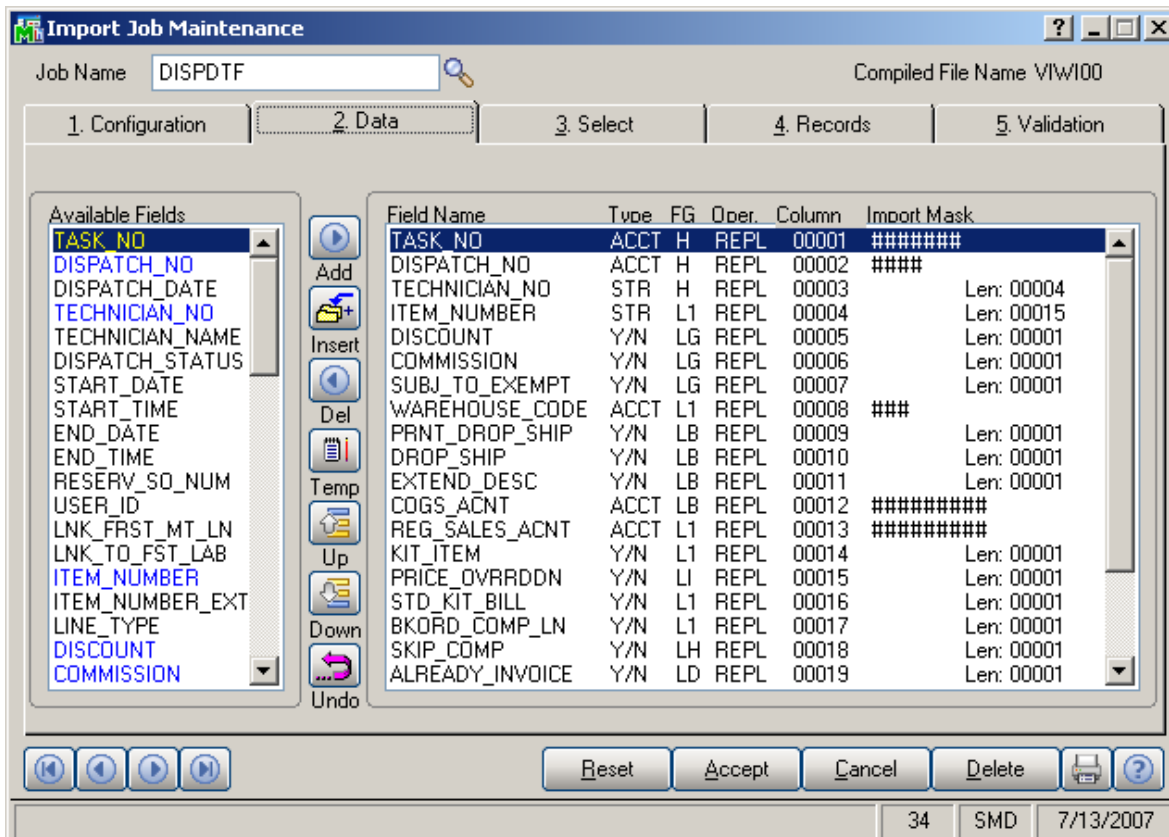 Import Job Maintenance
Job Name DISPDTF Compiled File Name VIWI00
1. Configuration 2. Data 3. Select 4. Records 5. Validation
Available Fields
TASK_NO
DISPATCH_NO
DISPATCH_DATE
TECHNICIAN_NO
TECHNICIAN_NAME
DISPATCH_STATUS
START_DATE
START_TIME
END_DATE
END_TIME
RESERV_SO_NUM
USER_ID
LNK_FRST_MT_LN
LNK_TO_FST_LAB
ITEM_NUMBER
ITEM_NUMBER_EXT
LINE_TYPE
DISCOUNT
COMMISSION
Add
Insert
Del
Temp
Up
Down
Undo
Field Name Type FG Oper. Column Import Mask
TASK_NO ACCT H REPL 00001 #######
DISPATCH_NO ACCT H REPL 00002 ####
TECHNICIAN_NO STR H REPL 00003 Len: 00004
ITEM_NUMBER STR L1 REPL 00004 Len: 00015
DISCOUNT Y/N LG REPL 00005 Len: 00001
COMMISSION Y/N LG REPL 00006 Len: 00001
SUBJ_TO_EXEMPT Y/N LG REPL 00007 Len: 00001
WAREHOUSE_CODE ACCT L1 REPL 00008 ###
PRNT_DROP_SHIP Y/N LB REPL 00009 Len: 00001
DROP_SHIP Y/N LB REPL 00010 Len: 00001
EXTEND_DESC Y/N LB REPL 00011 Len: 00001
COGS_ACNT ACCT LB REPL 00012 #########
REG_SALES_ACNT ACCT L1 REPL 00013 #########
KIT_ITEM Y/N L1 REPL 00014 Len: 00001
PRICE_OVRRDDN Y/N LI REPL 00015 Len: 00001
STD_KIT_BILL Y/N L1 REPL 00016 Len: 00001
BKORD_COMP_LN Y/N L1 REPL 00017 Len: 00001
SKIP_COMP Y/N LH REPL 00018 Len: 00001
ALREADY_INVOICE Y/N LD REPL 00019 Len: 00001
Reset Accept Cancel Delete
34 SMD 7/13/2007